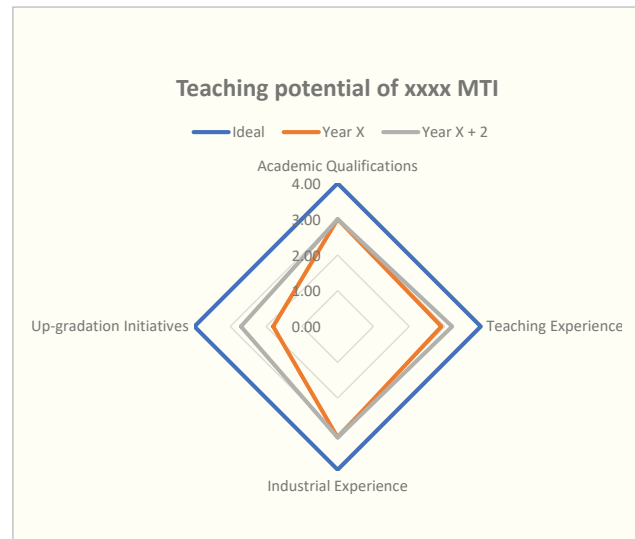 Teaching potential of xxxx MTI
Ideal Year X Year X + 2
Academic Qualifications
4.00
3.00
2.00
1.00
0.00
Up-gradation Initiatives
Teaching Experience
Industrial Experience